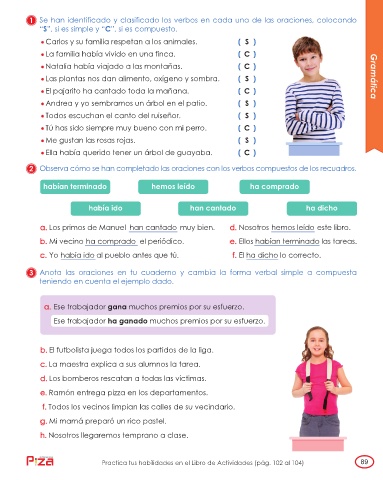 1 Se han identificado y clasificado los verbos en cada uno de las oraciones, colocando
"S", si es simple y "C", si es compuesto.
• Carlos y su familia respetan a los animales. ( S )
• La familia había vivido en una finca. ( C )
• Natalia había viajado a las montañas. ( C )
• Las plantas nos dan alimento, oxígeno y sombra. ( S )
• El pajarito ha cantado toda la mañana. ( C )
• Andrea y yo sembramos un árbol en el patio. ( S )
• Todos escuchan el canto del ruiseñor. ( S )
• Tú has sido siempre muy bueno con mi perro. ( C )
• Me gustan las rosas rojas. ( S )
• Ella había querido tener un árbol de guayaba. ( C )
Gramática
2 Observa cómo se han completado las oraciones con los verbos compuestos de los recuadros.
habían terminado hemos leído ha comprado
había ido han cantado ha dicho
a. Los primos de Manuel han cantado muy bien.
b. Mi vecino ha comprado el periódico.
c. Yo había ido al pueblo antes que tú.
d. Nosotros hemos leído este libro.
e. Ellos habían terminado las tareas.
f. Él ha dicho lo correcto.
3 Anota las oraciones en tu cuaderno y cambia la forma verbal simple a compuesta
teniendo en cuenta el ejemplo dado.
a. Ese trabajador gana muchos premios por su esfuerzo.
Ese trabajador ha ganado muchos premios por su esfuerzo.
b. El futbolista juega todos los partidos de la liga.
c. La maestra explica a sus alumnos la tarea.
d. Los bomberos rescatan a todas las víctimas.
e. Ramón entrega pizza en los departamentos.
f. Todos los vecinos limpian las calles de su vecindario.
g. Mi mamá preparó un rico pastel.
h. Nosotros llegaremos temprano a clase.
Practica tus habilidades en el Libro de Actividades (pág. 102 al 104)
89